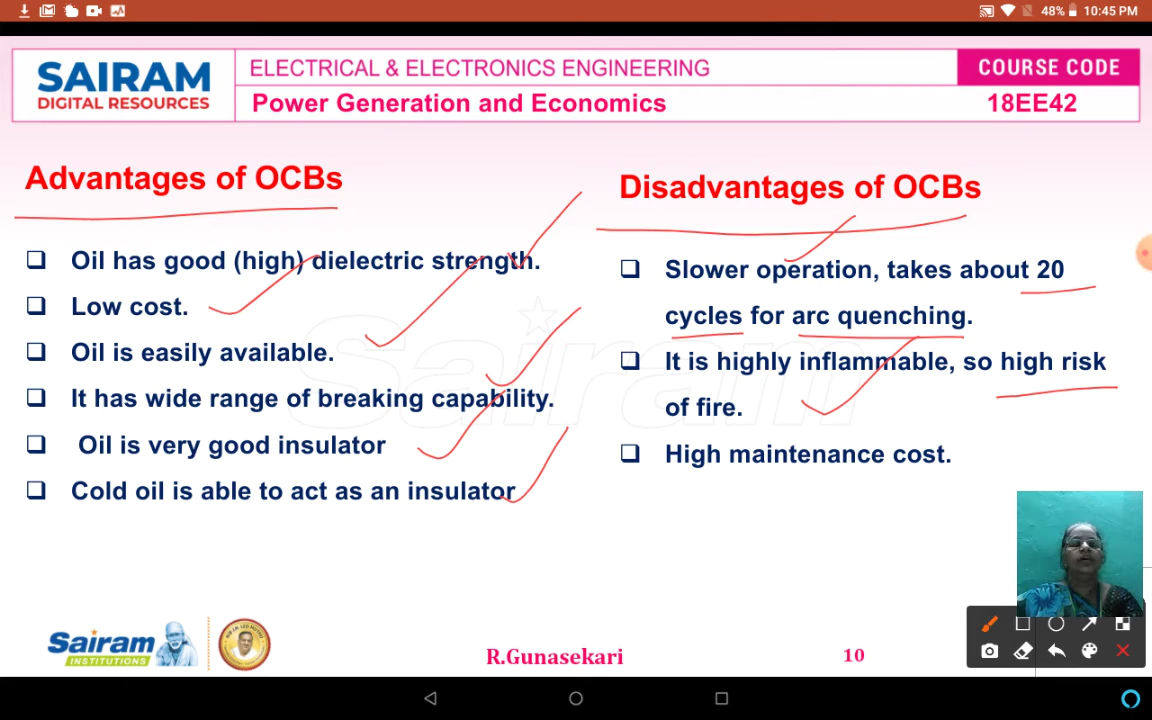 48% 10:45 PM
SAIRAM
DIGITAL RESOURCES
ELECTRICAL & ELECTRONICS ENGINEERING
Power Generation and Economics
COURSE CODE
18EE42
Advantages of OCBs
❑ Oil has good (high) dielectric strength.
❑ Low cost.
❑ Oil is easily available.
❑ It has wide range of breaking capability.
❑ Oil is very good insulator
❑ Cold oil is able to act as an insulator
Disadvantages of OCBs
❑ Slower operation, takes about 20
cycles for arc quenching.
❑ It is highly inflammable, so high risk
of fire.
❑ High maintenance cost.
Sairam
Sairam
INSTITUTIONS
R.Gunasekari
10